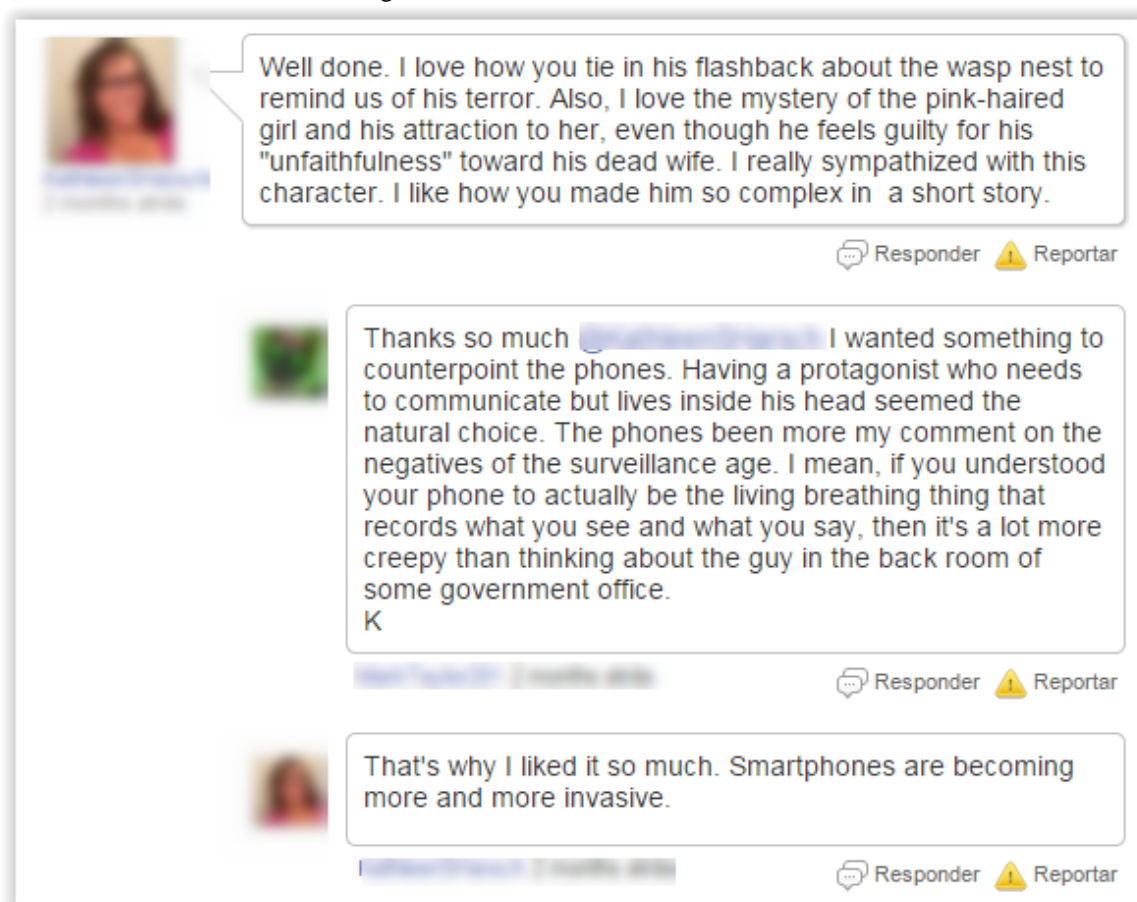 Well done. I love how you tie in his flashback about the wasp nest to
remind us of his terror. Also, I love the mystery of the pink-haired
girl and his attraction to her, even though he feels guilty for his
"unfaithfulness" toward his dead wife. I really sympathized with this
character. I like how you made him so complex in  a short story.
Responder Reportar
Thanks so much I wanted something to
counterpoint the phones. Having a protagonist who needs
to communicate but lives inside his head seemed the
natural choice. The phones been more my comment on the
negatives of the surveillance age. I mean, if you understood
your phone to actually be the living breathing thing that
records what you see and what you say, then it's a lot more
creepy than thinking about the guy in the back room of
some government office.
K
Responder Reportar
That's why I liked it so much. Smartphones are becoming
more and more invasive.
Responder Reportar